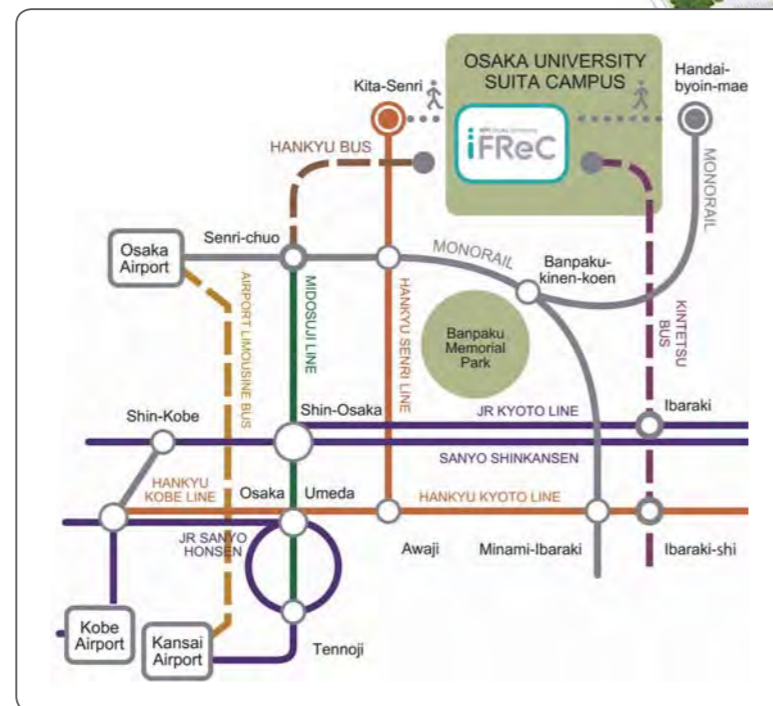 OSAKA UNIVERSITY
SUITA CAMPUS
Kita-Senri
Handai-
byoin-mae
HANKYU BUS
iFReC
MONORAIL
Osaka
Airport
Senri-chuo
MONORAIL
Banpaku-
kinen-koen
AIRPORT LIMOUSINE BUS
MIDOSUJI LINE
HANKYU SENRI LINE
Banpaku
Memorial
Park
KINTETSU
BUS
Shin-Kobe
Shin-Osaka
JR KYOTO LINE
Ibaraki
SANYO SHINKANSEN
HANKYU
KOBE LINE
Osaka
Umeda
HANKYU KYOTO LINE
JR SANYO
HONSEN
Awaji
Minami-Ibaraki
Ibaraki-shi
Kobe
Airport
Kansai
Airport
Tennoji